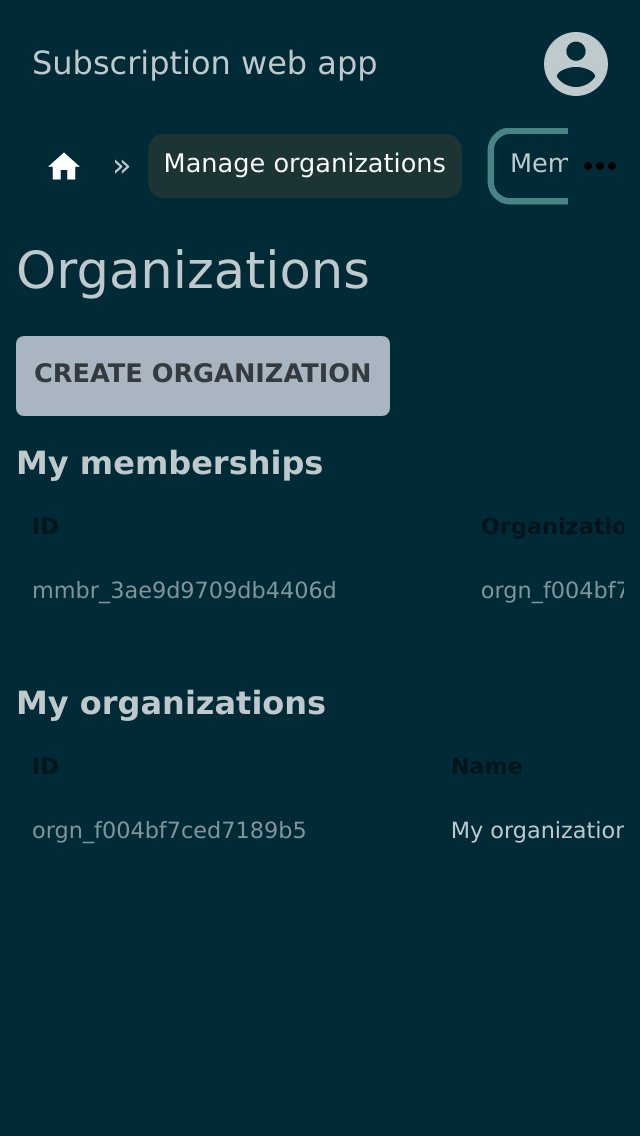 Subscription web app
» Manage organizations Mem
Organizations
CREATE ORGANIZATION
My memberships
ID Organizatio
mmbr_3ae9d9709db4406d orgn_f004bf7
My organizations
ID Name
orgn_f004bf7ced7189b5 My organization